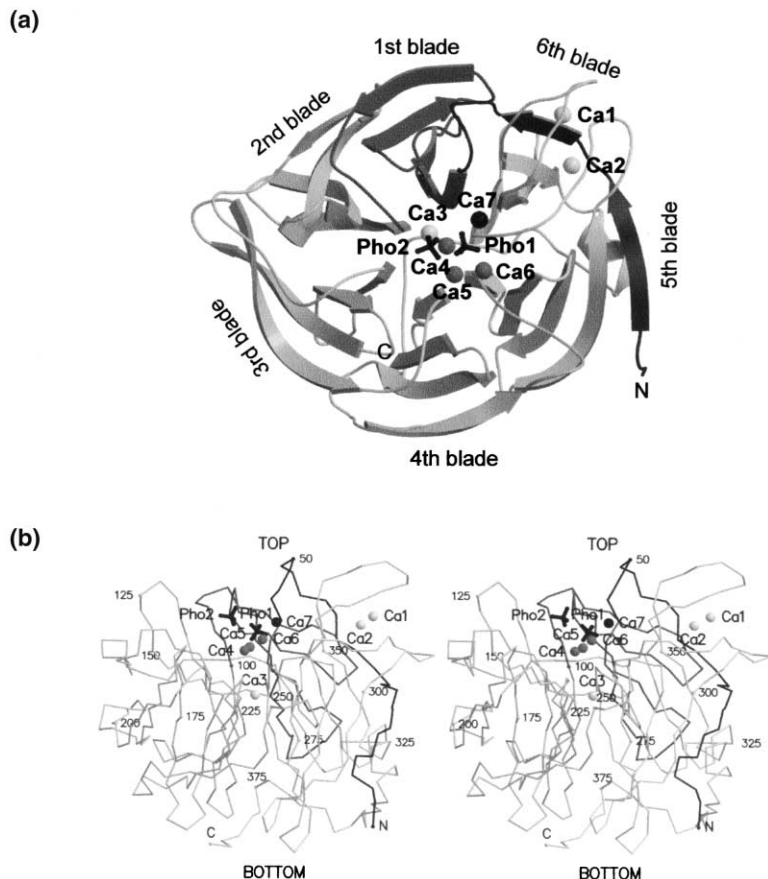 (a)
1st blade
6th blade
2nd blade
Ca1
Ca2
Ca3
Ca7
Pho2
Pho1
5th blade
Ca4
Ca6
Ca5
3rd blade
C
N
4th blade
(b)
TOP
50
125
Pho2
Pho1
Ca7
Ca1
Ca2
Ca5
Ca6
150
Ca4
350
100
Ca3
250
300
200
175
225
275
325
375
C
N
BOTTOM
TOP
50
125
Pho2
Pho1
Ca7
Ca1
Ca2
Ca5
Ca6
150
Ca4
350
100
Ca3
250
300
200
175
225
275
325
375
C
N
BOTTOM